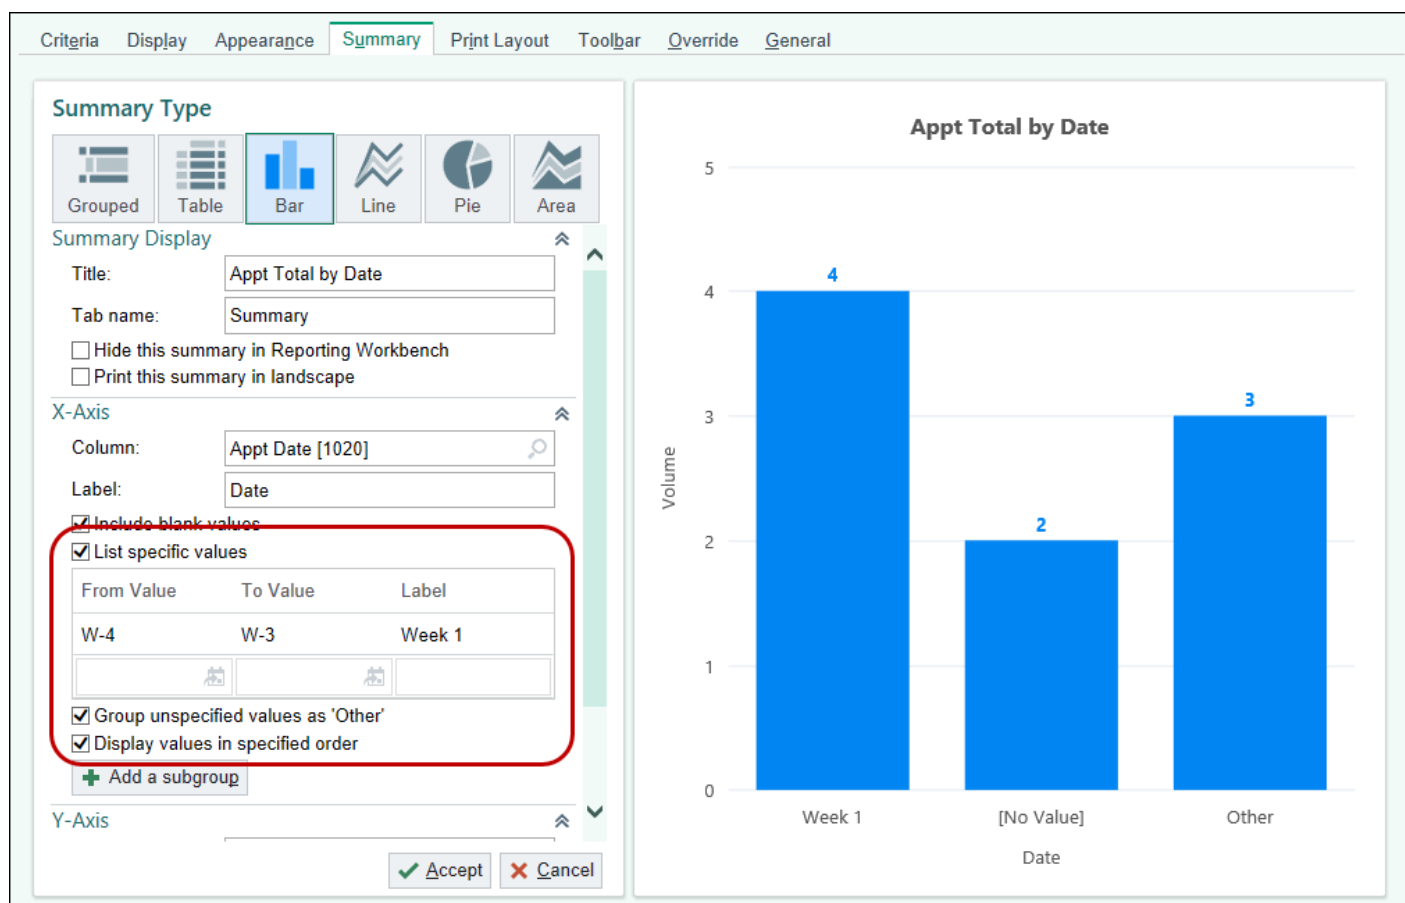 Criteria Display Appearance Summary Print Layout Toolbar Override General
Summary Type
Grouped Table Bar Line Pie Area
Summary Display
Title: Appt Total by Date
Tab name: Summary
Hide this summary in Reporting Workbench
Print this summary in landscape
X-Axis
Column: Appt Date [1020]
Label: Date
Include blank values
List specific values
From Value To Value Label
W-4 W-3 Week 1
Group unspecified values as 'Other'
Display values in specified order
Add a subgroup
Y-Axis
Accept Cancel
Appt Total by Date
5
4
3
2
1
0
Volume
4
2
3
Week 1 [No Value] Other
Date